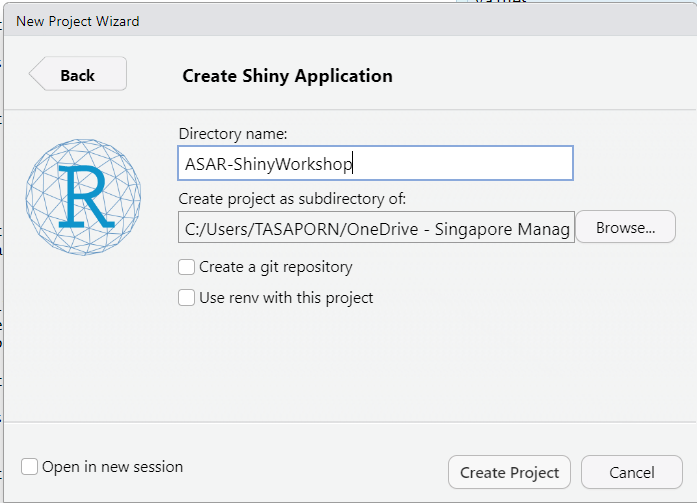 New Project Wizard
Back
Create Shiny Application
R
Directory name:
ASAR-ShinyWorkshop
Create project as subdirectory of:
C:/Users/TASAPORN/OneDrive - Singapore Manag
Browse...
Create a git repository
Use renv with this project
Open in new session
Create Project
Cancel